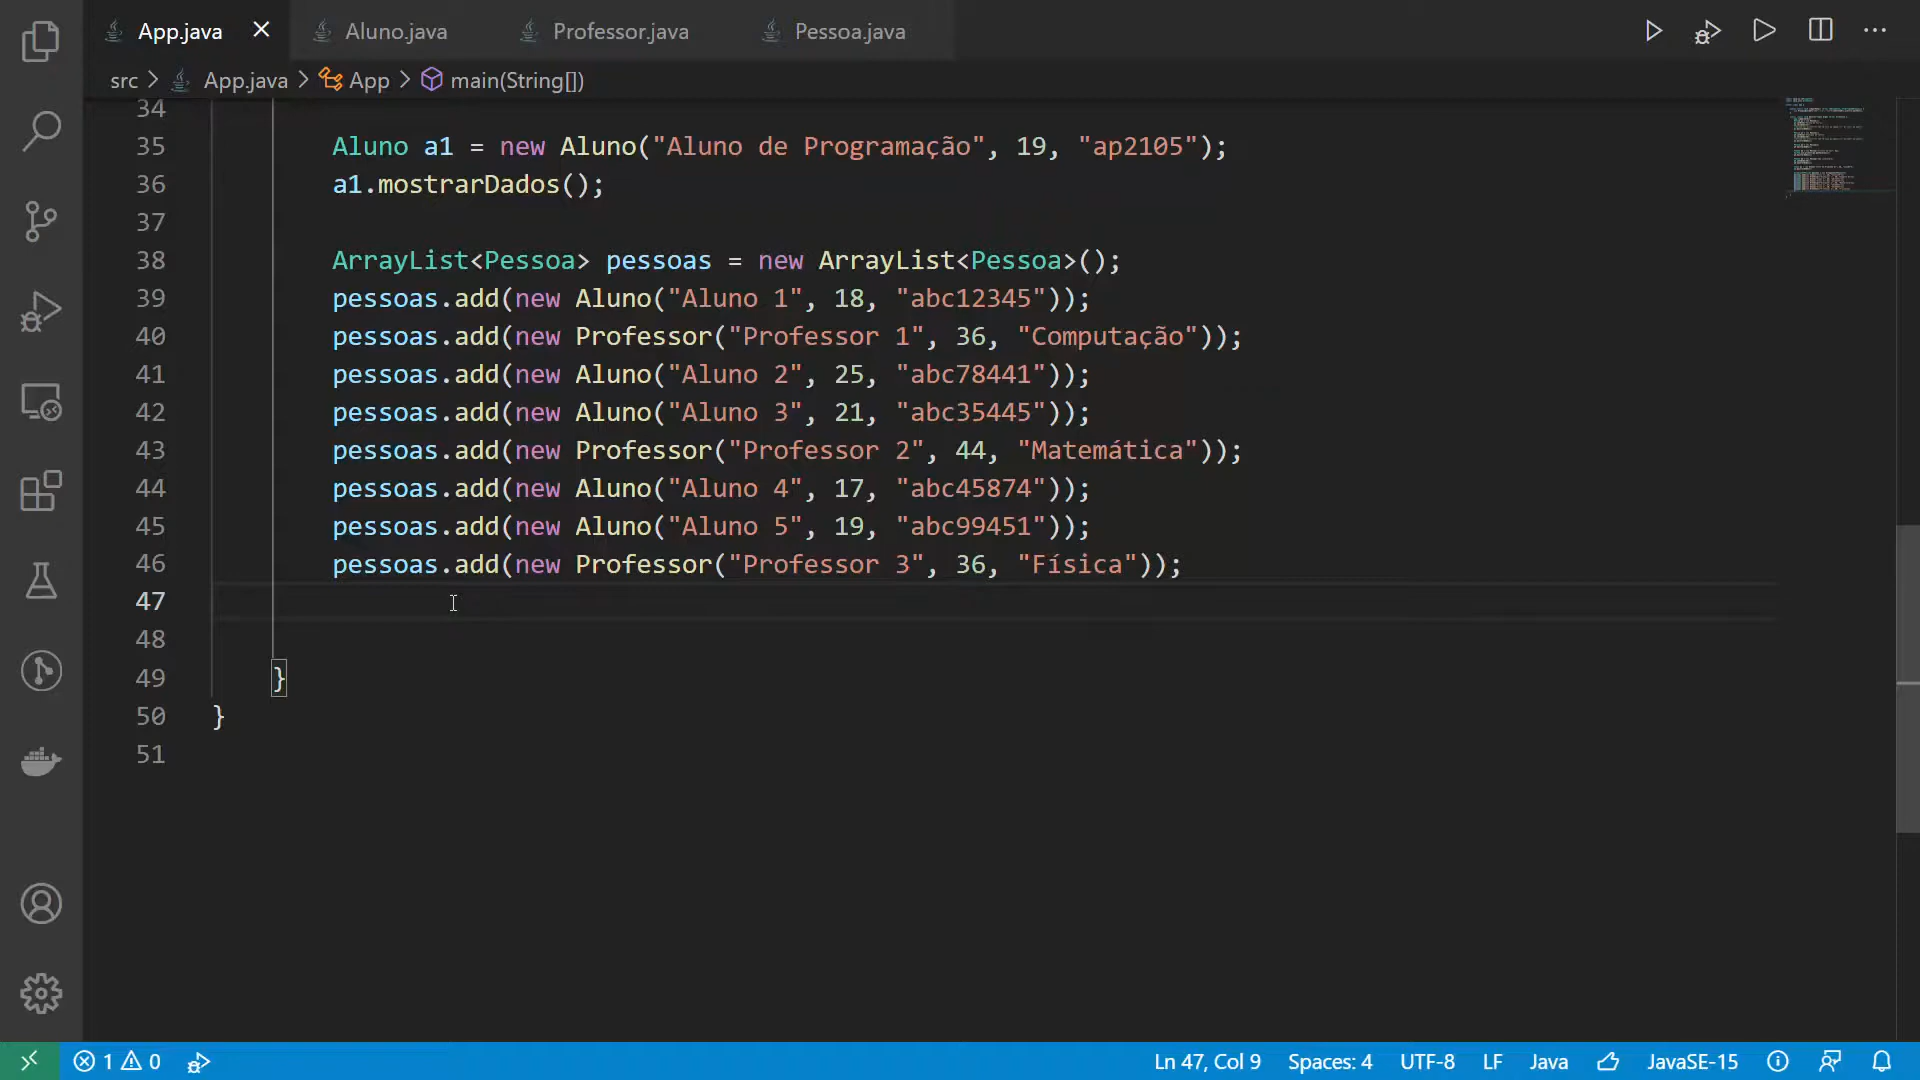 App.java Aluno.java Professor.java Pessoa.java
src App.java App main(String[])
34
35 Aluno a1 = new Aluno("Aluno de Programação", 19, "ap2105");
36 a1.mostrarDados();
37
38 ArrayList<Pessoa> pessoas = new ArrayList<Pessoa>();
39 pessoas.add(new Aluno("Aluno 1", 18, "abc12345"));
40 pessoas.add(new Professor("Professor 1", 36, "Computação"));
41 pessoas.add(new Aluno("Aluno 2", 25, "abc78441"));
42 pessoas.add(new Aluno("Aluno 3", 21, "abc35445"));
43 pessoas.add(new Professor("Professor 2", 44, "Matemática"));
44 pessoas.add(new Aluno("Aluno 4", 17, "abc45874"));
45 pessoas.add(new Aluno("Aluno 5", 19, "abc99451"));
46 pessoas.add(new Professor("Professor 3", 36, "Física"));
47
48
49 }
50 }
51
1 0 Ln 47, Col 9 Spaces: 4 UTF-8 LF Java JavaSE-15